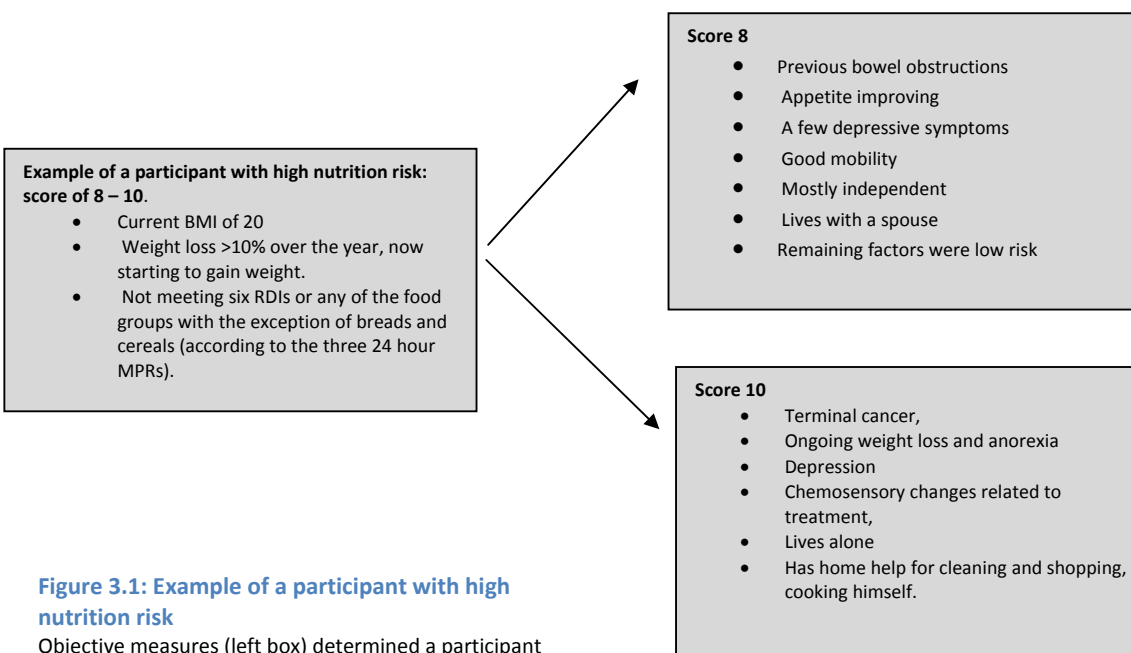 Example of a participant with high nutrition risk:
score of 8 – 10.
• Current BMI of 20
• Weight loss >10% over the year, now
starting to gain weight.
• Not meeting six RDIs or any of the food
groups with the exception of breads and
cereals (according to the three 24 hour
MPRs).
Score 8
• Previous bowel obstructions
• Appetite improving
• A few depressive symptoms
• Good mobility
• Mostly independent
• Lives with a spouse
• Remaining factors were low risk
Score 10
• Terminal cancer,
• Ongoing weight loss and anorexia
• Depression
• Chemosensory changes related to
treatment,
• Lives alone
• Has home help for cleaning and shopping,
cooking himself.
Figure 3.1: Example of a participant with high
nutrition risk
Objective measures (left box) determined a participant